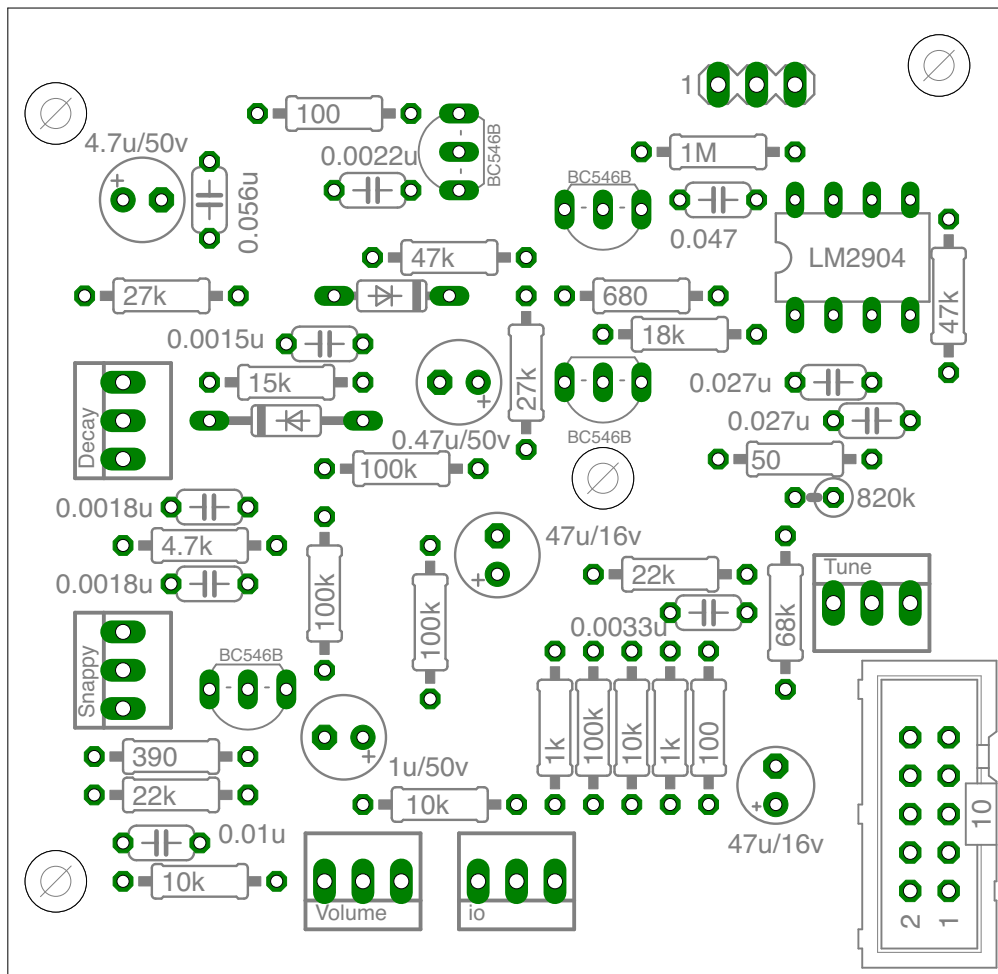 1
100
4.7u/50v
+
0.0022u
BC546B
1M
BC546B
0.056u
0.047
47k
LM2904
27k
680
47k
0.0015u
18k
15k
27k
0.027u
+
Decay
0.47u/50v
BC546B
0.027u
100k
50
820k
0.0018u
47u/16v
4.7k
Tune
22k
+
0.0018u
100k
100k
68k
0.0033u
BC546B
Snappy
1k
100k
10k
1k
100
390
+
1u/50v
22k
10k
+
10
0.01u
47u/16v
10k
Volume
io
2
1